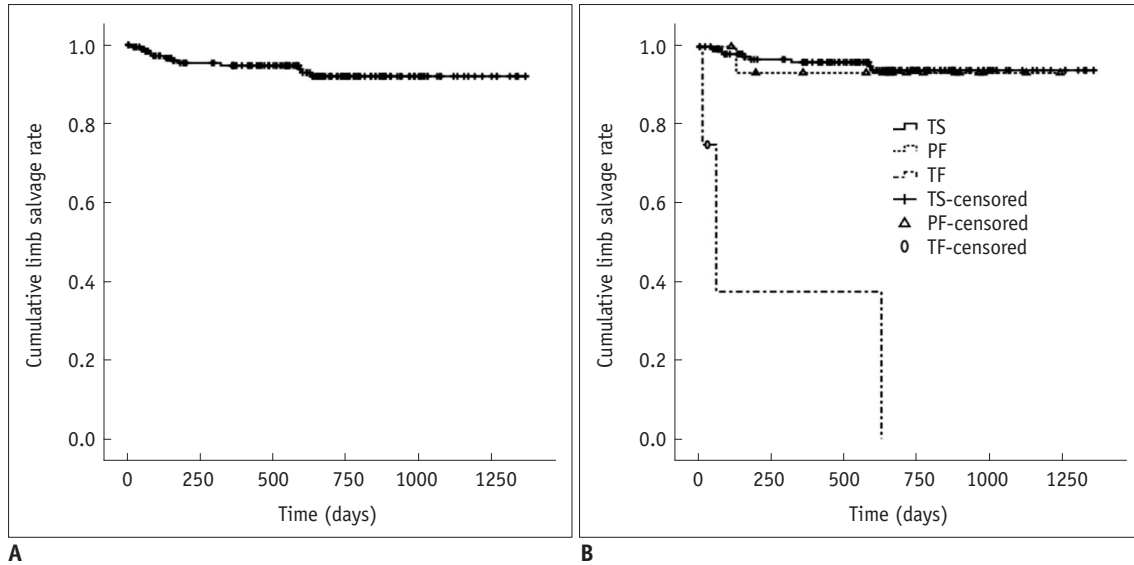 Cumulative limb salvage rate
1.0
0.8
0.6
0.4
0.2
0.0
0 250 500 750 1000 1250
Time (days)
A
Cumulative limb salvage rate
1.0
0.8
0.6
0.4
0.2
0.0
TS
PF
TF
TS-censored
PF-censored
TF-censored
0 250 500 750 1000 1250
Time (days)
B